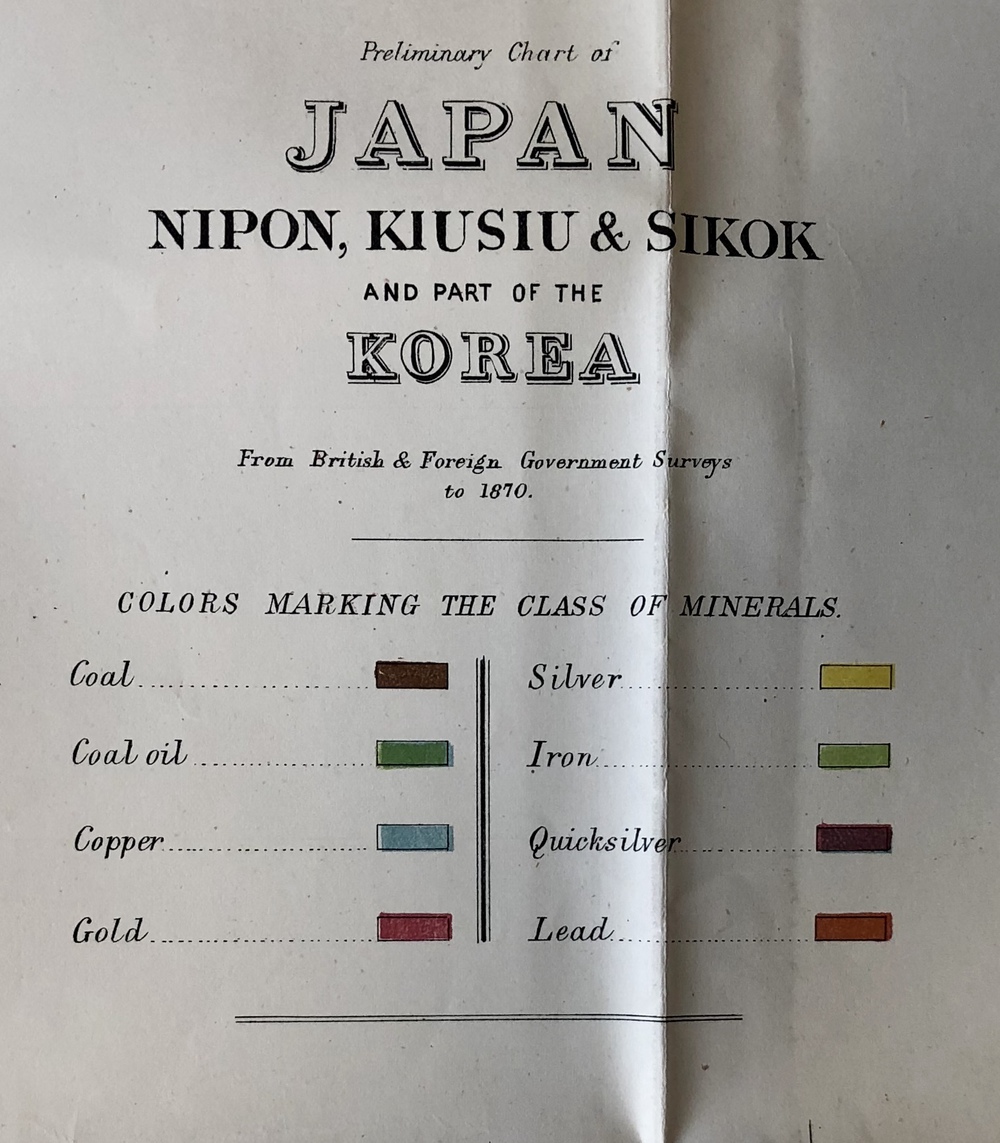 Preliminary Chart of
JAPAN
NIPON, KIUSIU & SIKOK
AND PART OF THE
KOREA
From British & Foreign Government Surveys
to 1870.
COLORS MARKING THE CLASS OF MINERALS.
Coal
Silver
Coal oil
Iron
Copper
Quicksilver
Gold
Lead